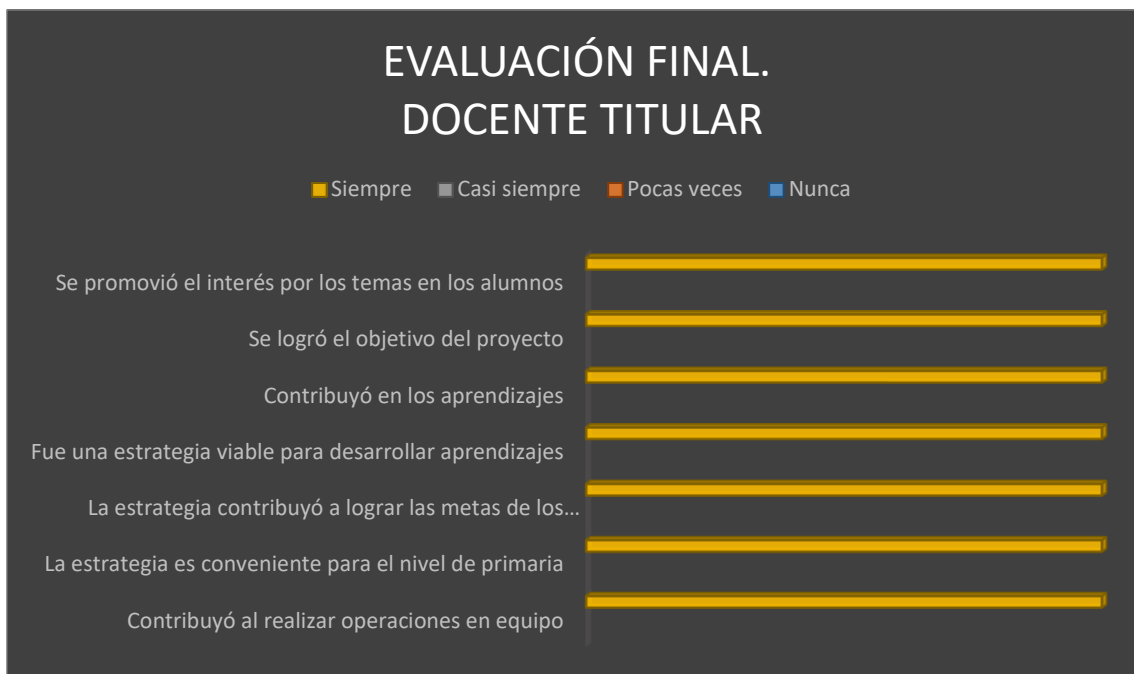 EVALUACIÓN FINAL.
DOCENTE TITULAR
Siempre Casi siempre Pocas veces Nunca
Se promovió el interés por los temas en los alumnos
Se logró el objetivo del proyecto
Contribuyó en los aprendizajes
Fue una estrategia viable para desarrollar aprendizajes
La estrategia contribuyó a lograr las metas de los...
La estrategia es conveniente para el nivel de primaria
Contribuyó al realizar operaciones en equipo